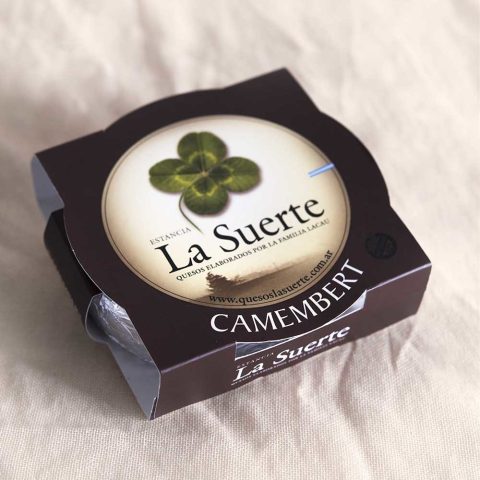 ESTANCIA
La Suerte
QUESOS ELABORADOS POR LA FAMILIA LACAU
www.quesoslasuerte.com.ar
CAMEMBERT
ESTANCIA
La Suerte